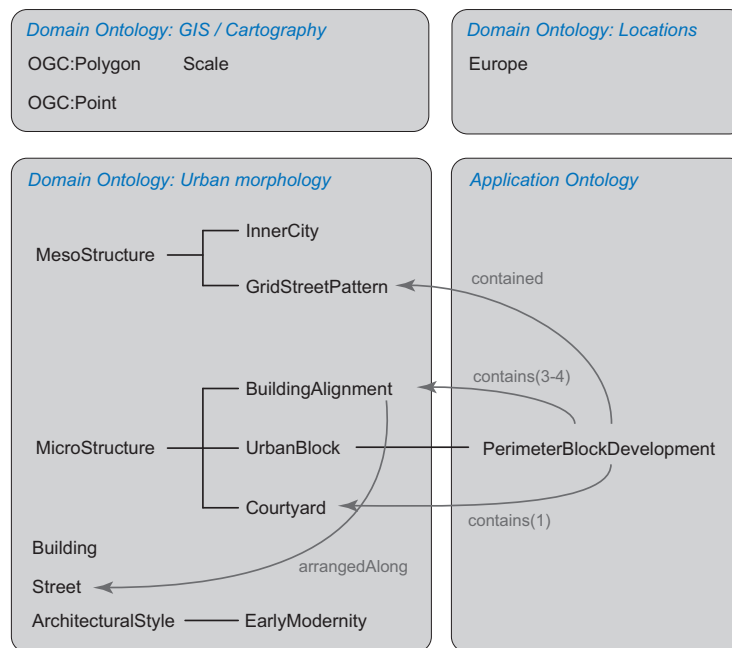 Domain Ontology: GIS / Cartography
OGC:Polygon Scale
OGC:Point
Domain Ontology: Locations
Europe
Domain Ontology: Urban morphology
MesoStructure
InnerCity
GridStreetPattern
MicroStructure
BuildingAlignment
UrbanBlock
Courtyard
Building
Street
arrangedAlong
ArchitecturalStyle
EarlyModernity
Application Ontology
contained
contains(3-4)
PerimeterBlockDevelopment
contains(1)